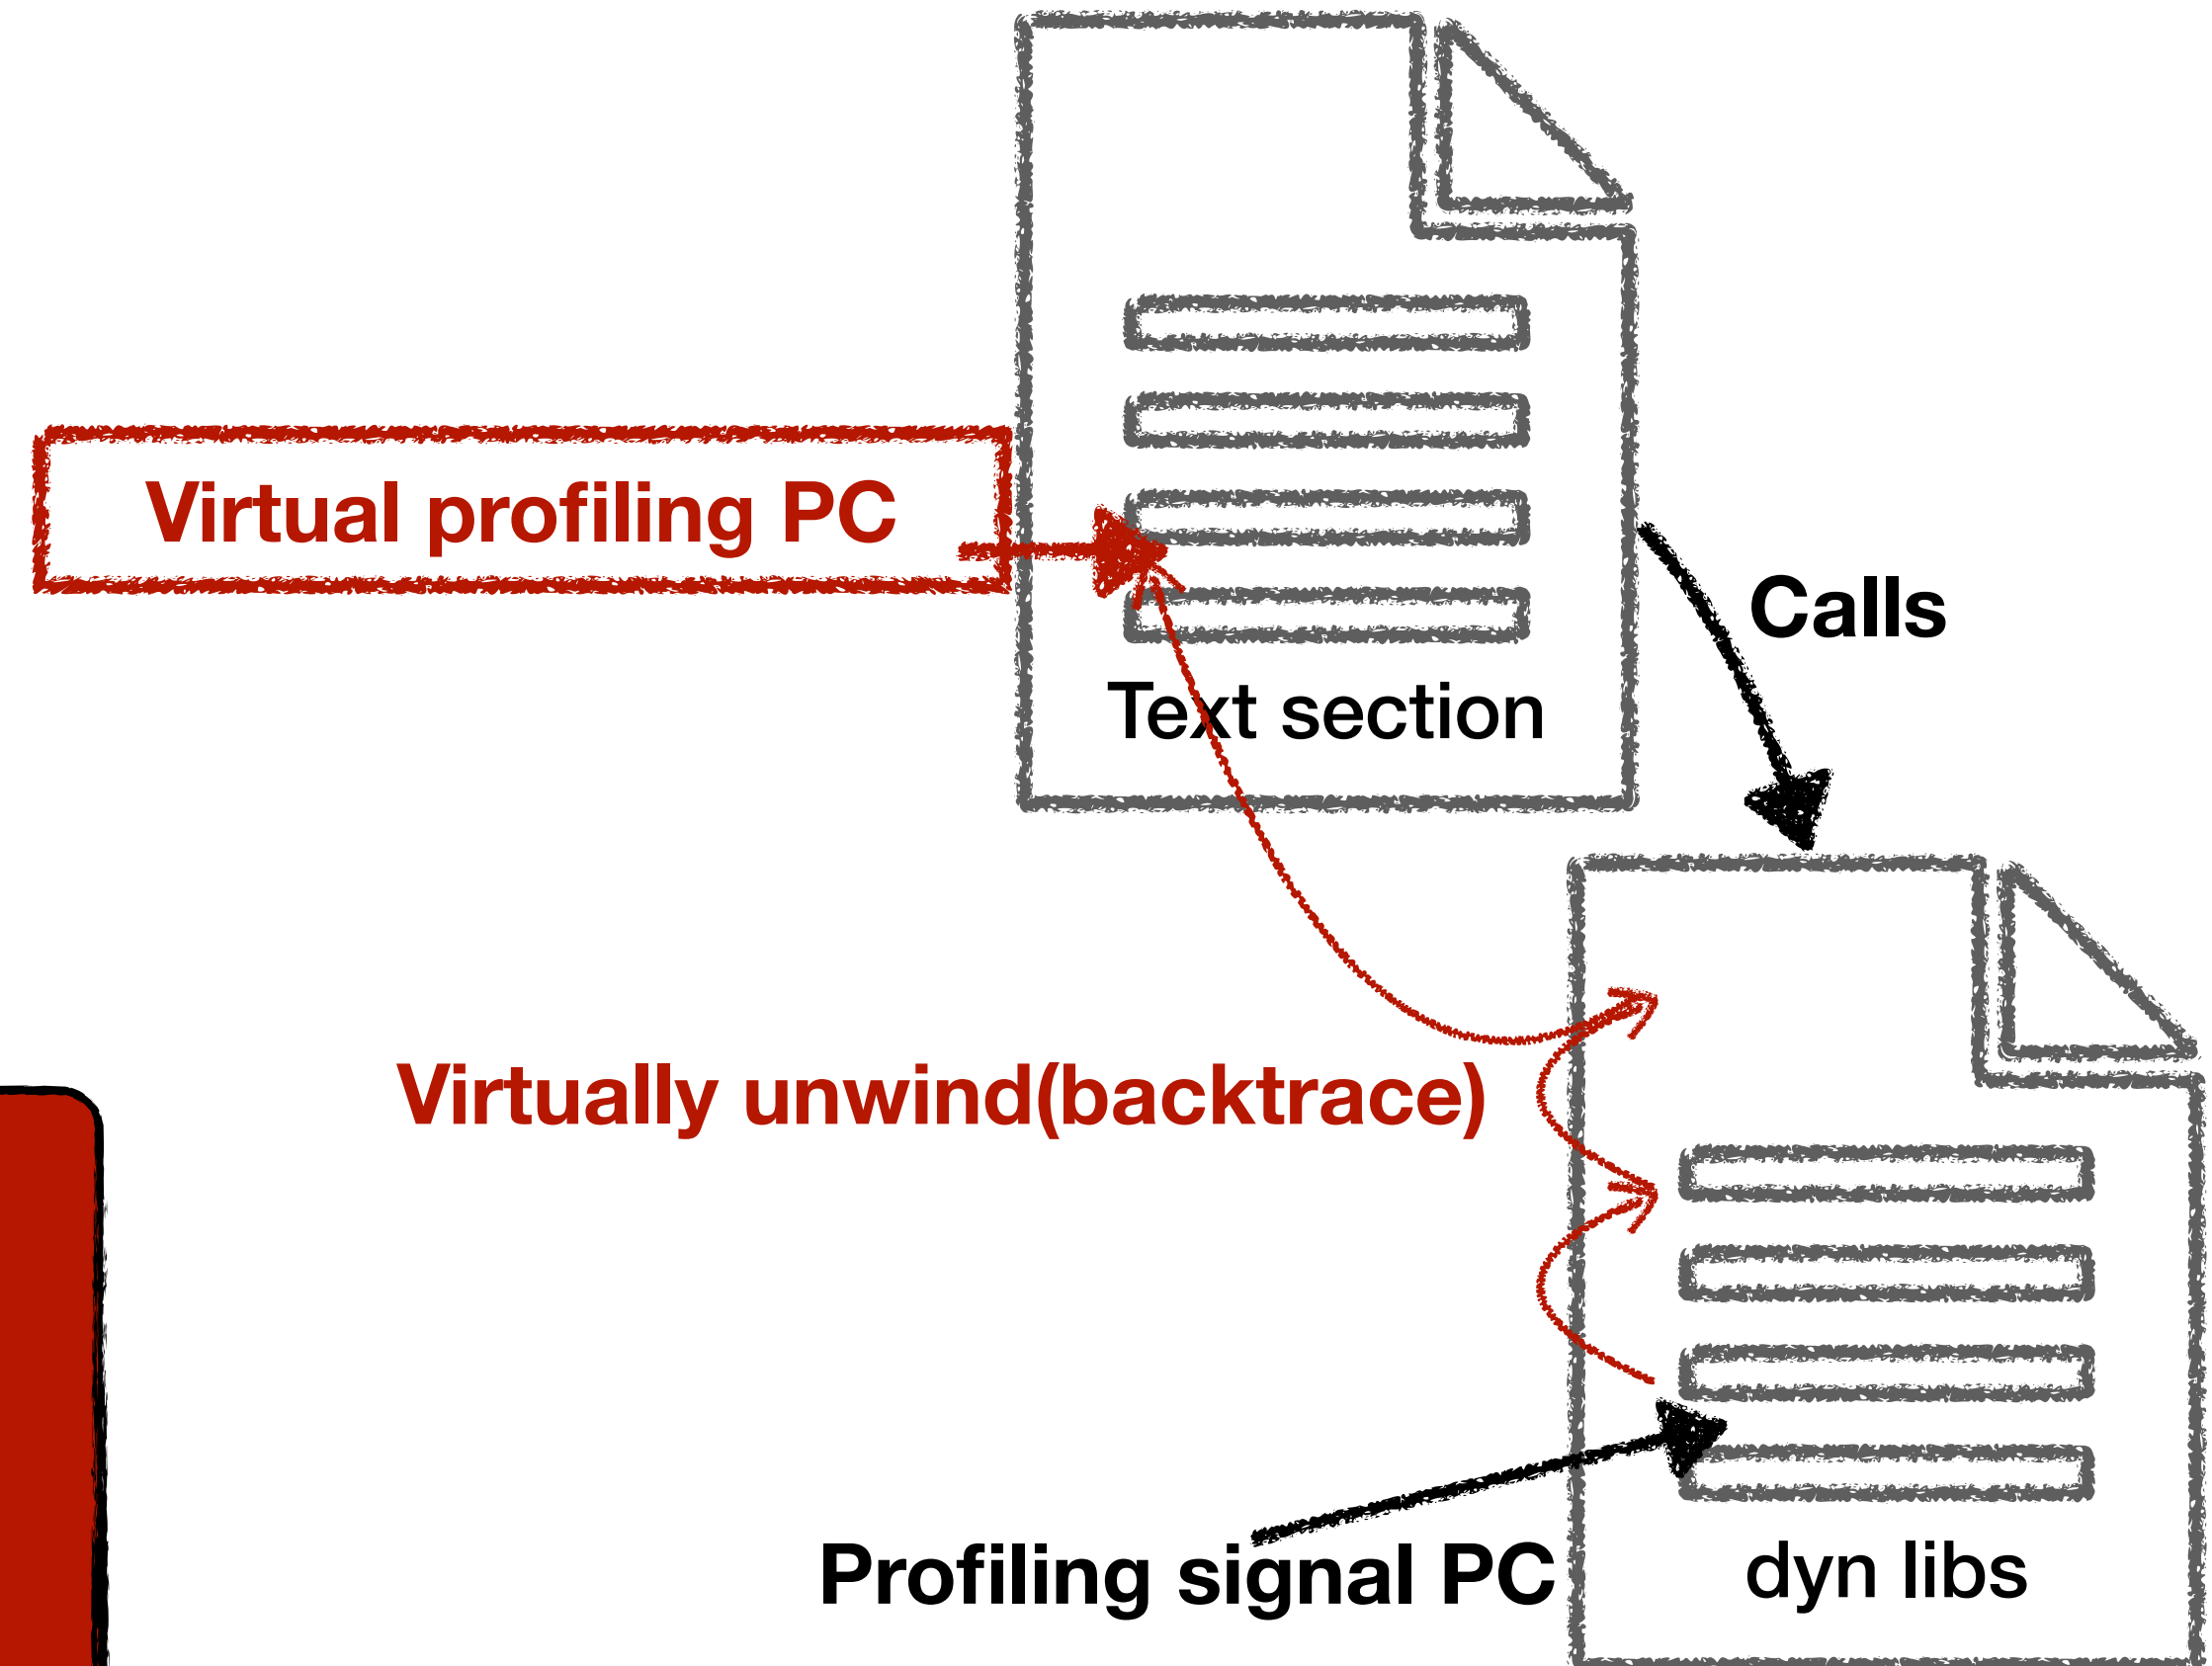 Virtual profiling PC
Calls
Text section
Virtually unwind(backtrace)
Profiling signal PC
dyn libs